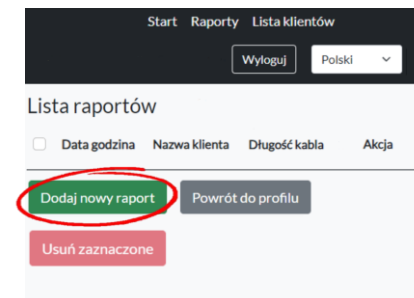 Start Raporty Lista klientów
Wyloguj Polski
Lista raportów
Data godzina Nazwa klienta Długość kabla Akcja
Dodaj nowy raport Powrót do profilu
Usuń zaznaczone